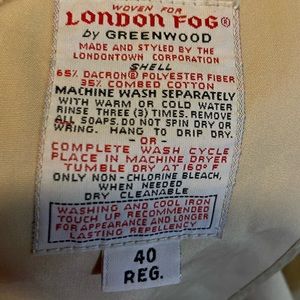 WOVEN FOR
LONDON FOG®
by GREENWOOD
MADE AND STYLED BY THE
LONDONTOWN CORPORATION
SHELL
65% DACRON® POLYESTER FIBER
35% COMBED COTTON
MACHINE WASH SEPARATELY
WITH WARM OR COLD WATER
RINSE THREE (3) TIMES. REMOVE
ALL SOAPS. DO NOT SPIN DRY OR
WRING. HANG TO DRIP DRY.
-OR-
COMPLETE WASH CYCLE
PLACE IN MACHINE DRYER
TUMBLE DRY AT 160° F
ONLY NON-CHLORINE BLEACH,
WHEN NEEDED
DRY CLEANABLE
WASHING AND COOL IRON
TOUCH UP RECOMMENDED
FOR APPEARANCE AND LONGER
LASTING REPELLENCY
40
REG.